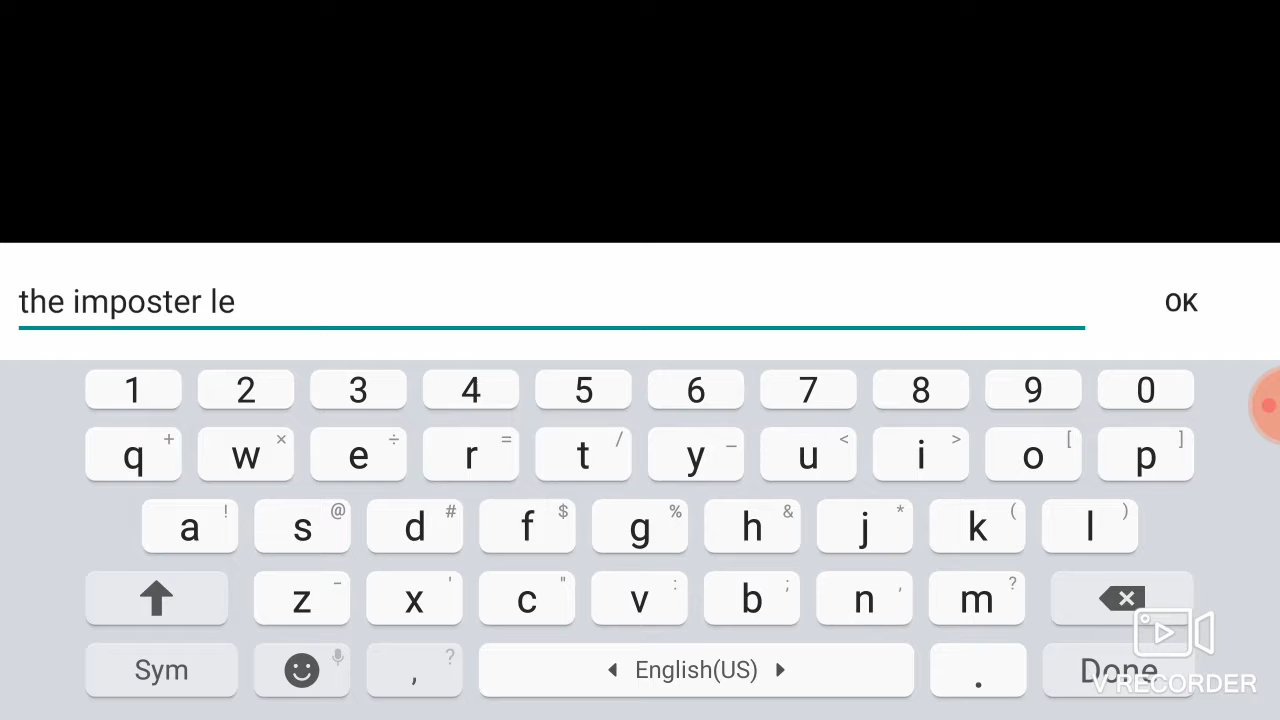 the imposter le
OK
1 2 3 4 5 6 7 8 9 0
q + w × e ÷ r = t / y _ u < i > o [ p ]
a ! s @ d # f $ g % h & j * k ( l )
z - x ' c " v : b ; n , m ?
Sym , ? English(US) . Done
V RECORDER